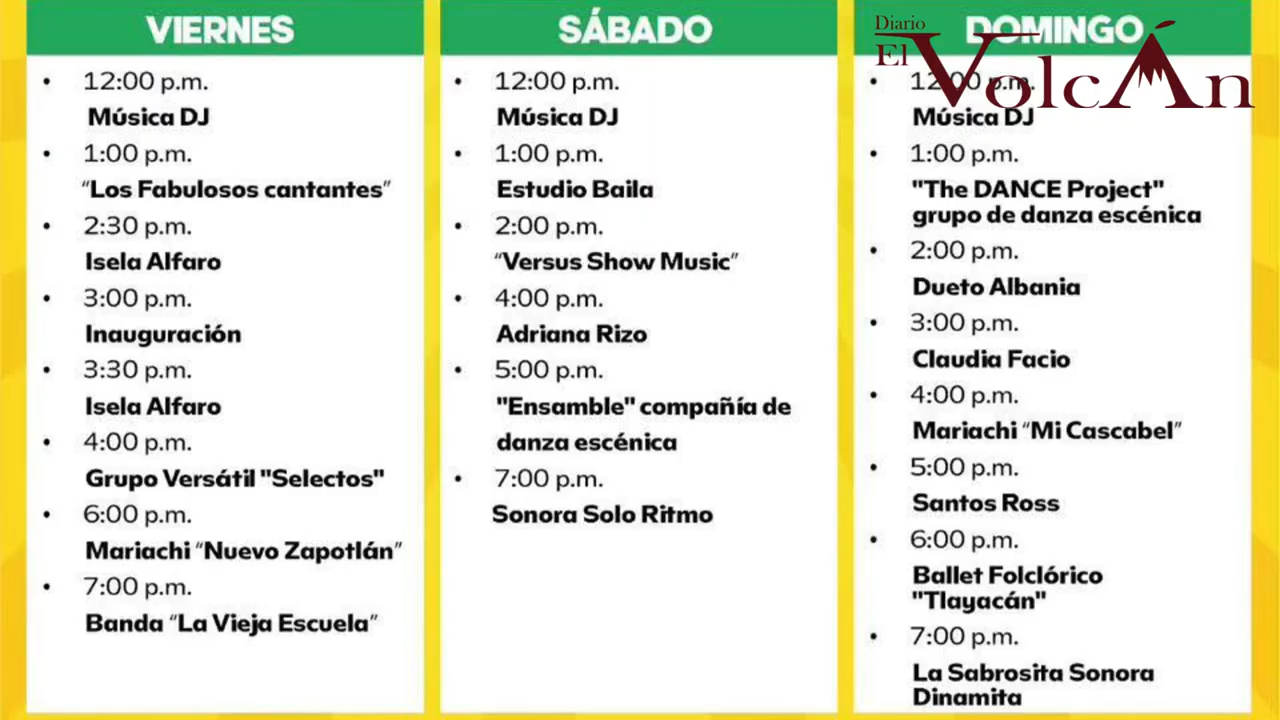 VIERNES
• 12:00 p.m.
Música DJ
• 1:00 p.m.
“Los Fabulosos cantantes”
• 2:30 p.m.
Isela Alfaro
• 3:00 p.m.
Inauguración
• 3:30 p.m.
Isela Alfaro
• 4:00 p.m.
Grupo Versátil "Selectos"
• 6:00 p.m.
Mariachi “Nuevo Zapotlán”
• 7:00 p.m.
Banda “La Vieja Escuela”
SÁBADO
• 12:00 p.m.
Música DJ
• 1:00 p.m.
Estudio Baila
• 2:00 p.m.
“Versus Show Music”
• 4:00 p.m.
Adriana Rizo
• 5:00 p.m.
"Ensamble" compañía de
danza escénica
• 7:00 p.m.
Sonora Solo Ritmo
DOMINGO
• 12:00 p.m.
Música DJ
• 1:00 p.m.
"The DANCE Project"
grupo de danza escénica
• 2:00 p.m.
Dueto Albania
• 3:00 p.m.
Claudia Facio
• 4:00 p.m.
Mariachi “Mi Cascabel”
• 5:00 p.m.
Santos Ross
• 6:00 p.m.
Ballet Folclórico
"Tlayacán"
• 7:00 p.m.
La Sabrosita Sonora
Dinamita
Diario
El Volcán